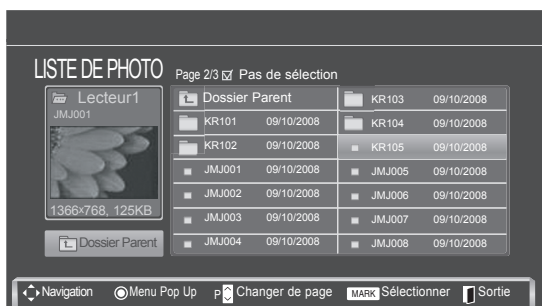 LISTE DE PHOTO
Page 2/3 Pas de sélection
Lecteur1
JMJ001
1366x768, 125KB
Dossier Parent
Dossier Parent
KR101 09/10/2008
KR102 09/10/2008
JMJ001 09/10/2008
JMJ002 09/10/2008
JMJ003 09/10/2008
JMJ004 09/10/2008
KR103 09/10/2008
KR104 09/10/2008
KR105 09/10/2008
JMJ005 09/10/2008
JMJ006 09/10/2008
JMJ007 09/10/2008
JMJ008 09/10/2008
Navigation Menu Pop Up P Changer de page MARK Sélectionner Sortie